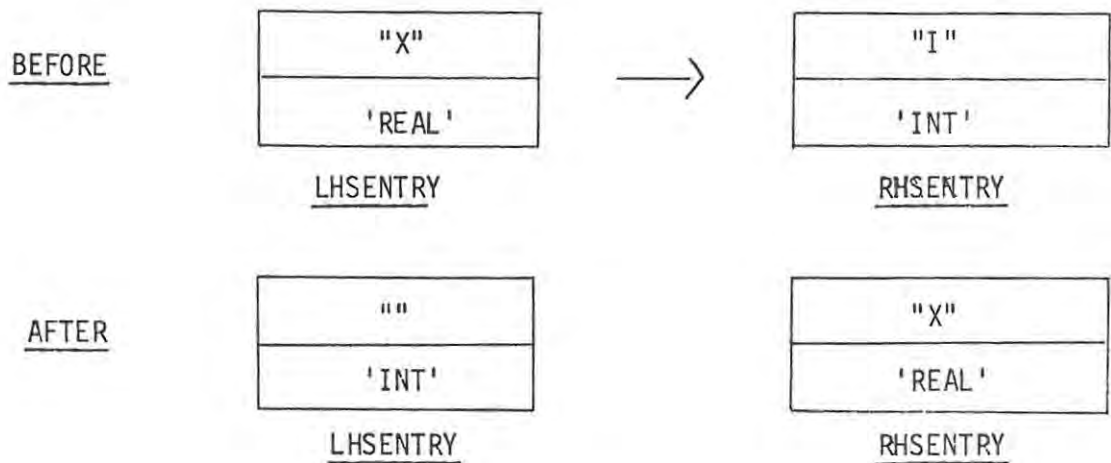 BEFORE
"X"
"I"
'REAL'
'INT'
LHSENTRY
RHSENTRY
AFTER
""
"X"
'INT'
'REAL'
LHSENTRY
RHSENTRY